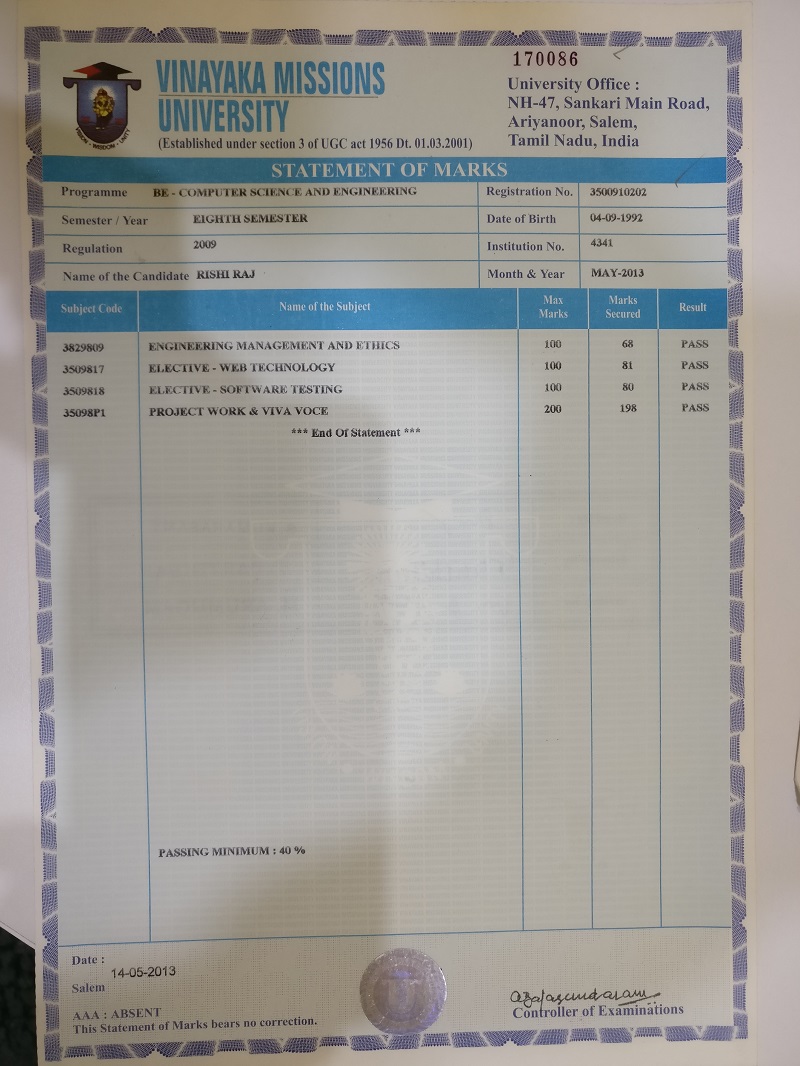 170086
VINAYAKA MISSIONS
UNIVERSITY
(Established under section 3 of UGC act 1956 Dt. 01.03.2001)
VISION - WISDOM - UNITY
University Office :
NH-47, Sankari Main Road,
Ariyanoor, Salem,
Tamil Nadu, India
STATEMENT OF MARKS
Programme BE - COMPUTER SCIENCE AND ENGINEERING Registration No. 3500910202
Semester / Year EIGHTH SEMESTER Date of Birth 04-09-1992
Regulation 2009 Institution No. 4341
Name of the Candidate RISHI RAJ Month & Year MAY-2013
Subject Code Name of the Subject Max Marks Marks Secured Result
3829809 ENGINEERING MANAGEMENT AND ETHICS 100 68 PASS
3509817 ELECTIVE - WEB TECHNOLOGY 100 81 PASS
3509818 ELECTIVE - SOFTWARE TESTING 100 80 PASS
35098P1 PROJECT WORK & VIVA VOCE 200 198 PASS
*** End Of Statement ***
PASSING MINIMUM : 40 %
Date :
14-05-2013
Salem
AAA : ABSENT
This Statement of Marks bears no correction.
Controller of Examinations